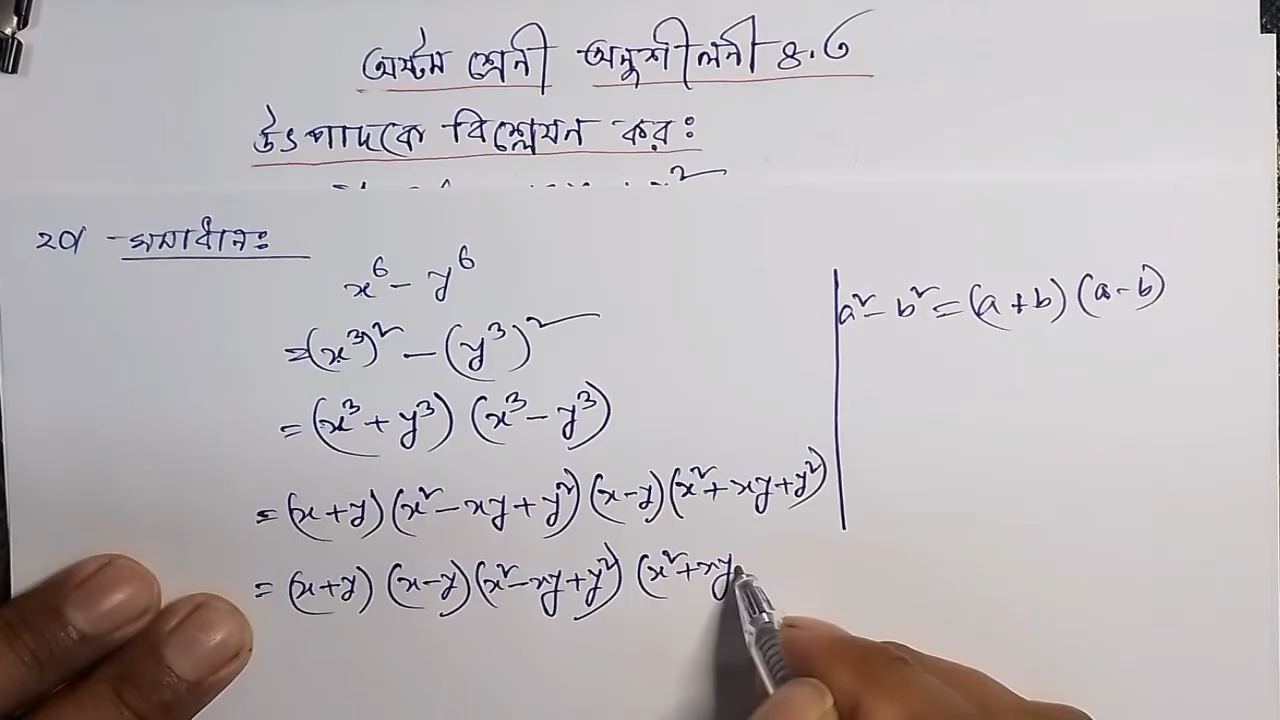 অষ্টম শ্রেনী অনুশীলনী ৪.৩
উৎপাদকে বিশ্লেষন কর:
২০/ সমাধান:
x⁶ - y⁶
= (x³)² - (y³)²
a² - b² = (a + b) (a - b)
= (x³ + y³) (x³ - y³)
= (x + y) (x² - xy + y²) (x - y) (x² + xy + y²)
= (x + y) (x - y) (x² - xy + y²) (x² + xy